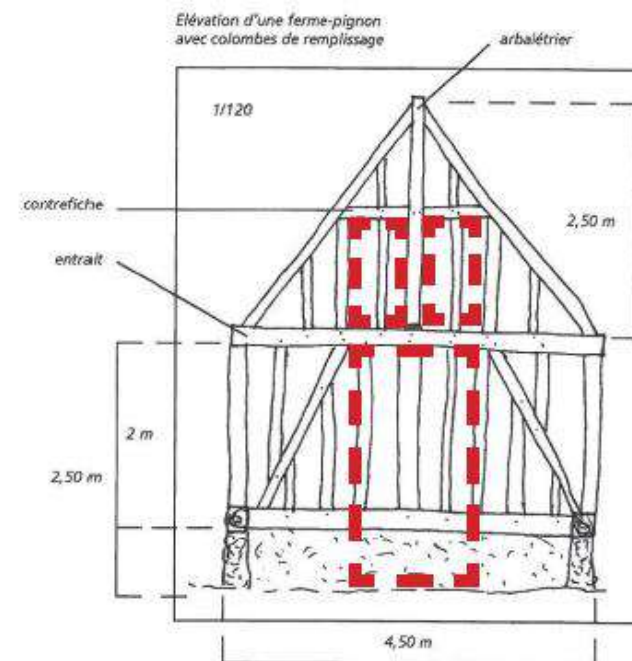 Elévation d'une ferme-pignon
avec colombes de remplissage
arbalétrier
1/120
contrefiche
2,50 m
entrait
2 m
2,50 m
4,50 m